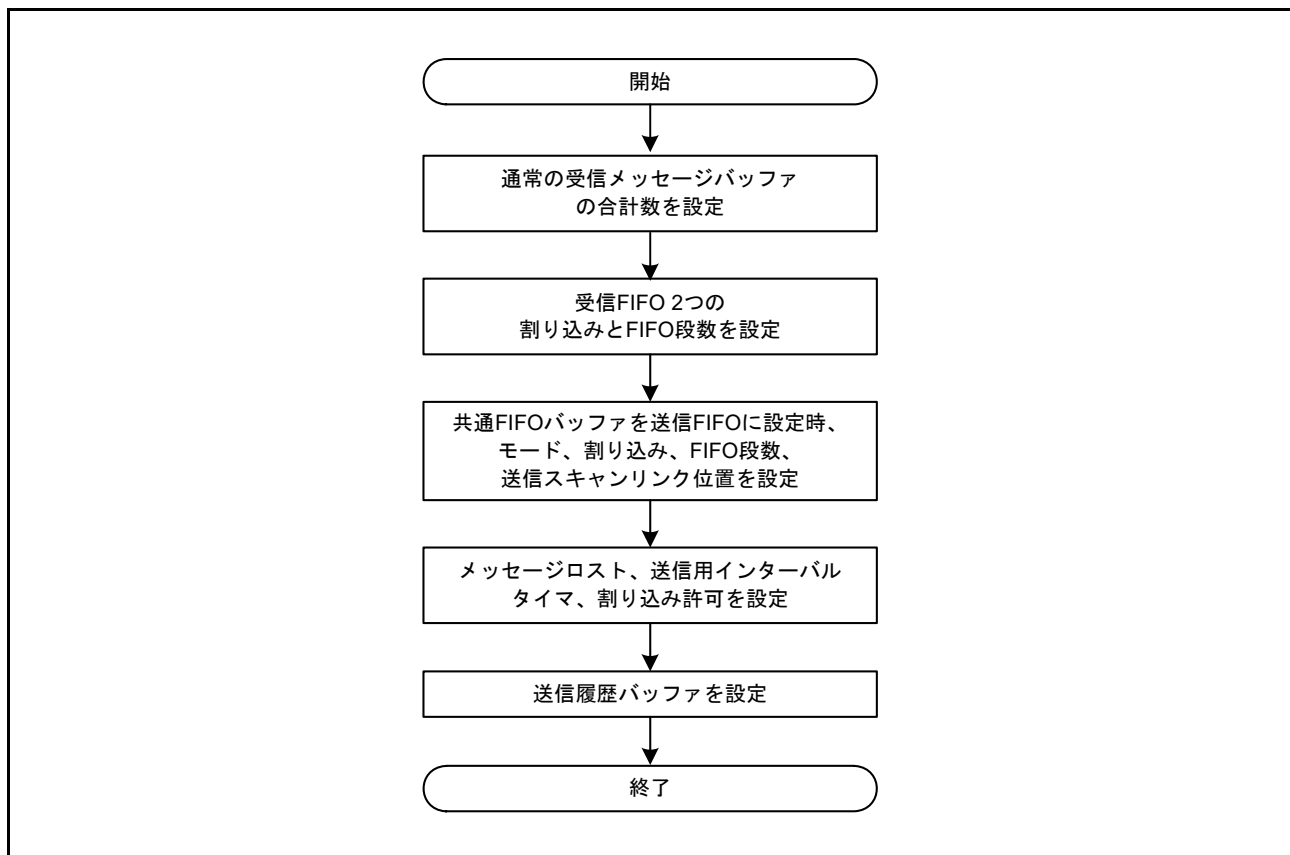 開始
通常の受信メッセージバッファ
の合計数を設定
受信FIFO 2つの
割り込みとFIFO段数を設定
共通FIFOバッファを送信FIFOに設定時、
モード、割り込み、FIFO段数、
送信スキャンリンク位置を設定
メッセージロスト、送信用インターバル
タイマ、割り込み許可を設定
送信履歴バッファを設定
終了